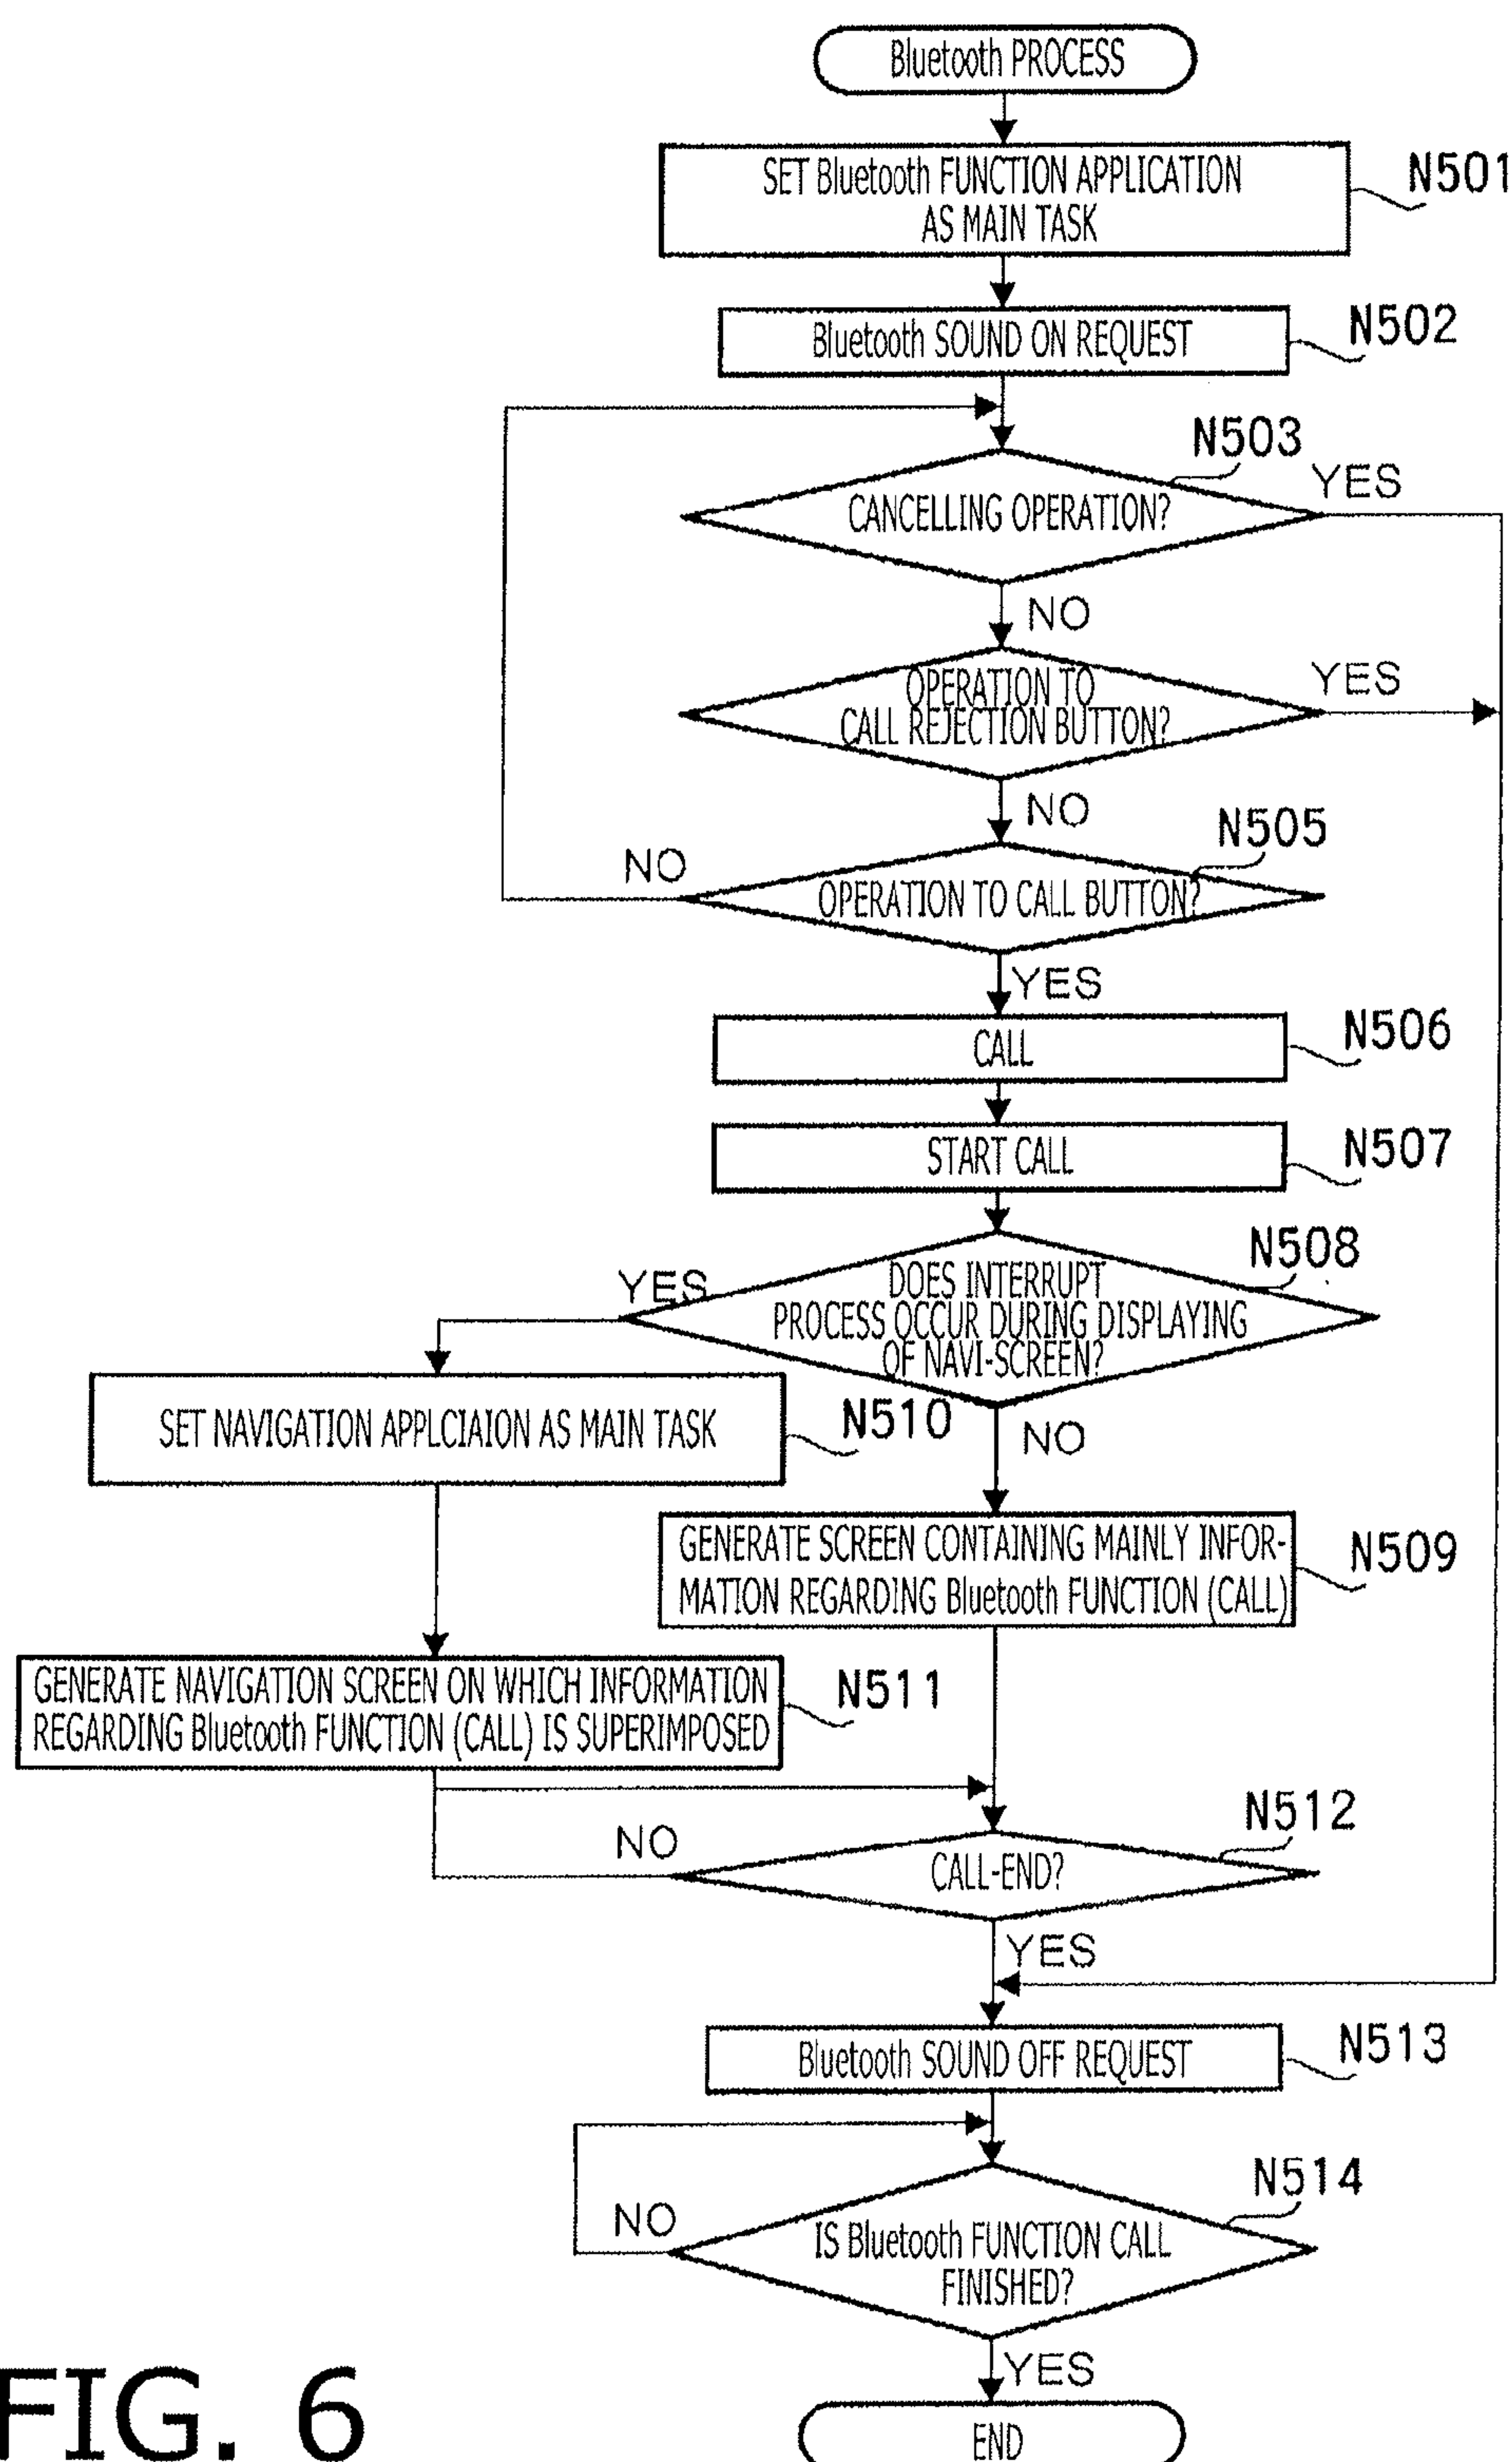 Bluetooth PROCESS
SET Bluetooth FUNCTION APPLICATION
AS MAIN TASK
N501
Bluetooth SOUND ON REQUEST
N502
N503
CANCELLING OPERATION?
YES
NO
OPERATION TO
CALL REJECTION BUTTON?
YES
NO
N505
OPERATION TO CALL BUTTON?
NO
YES
CALL
N506
START CALL
N507
N508
DOES INTERRUPT
PROCESS OCCUR DURING DISPLAYING
OF NAVI-SCREEN?
YES
NO
SET NAVIGATION APPLCIAION AS MAIN TASK
N510
GENERATE SCREEN CONTAINING MAINLY INFOR-
MATION REGARDING Bluetooth FUNCTION (CALL)
N509
GENERATE NAVIGATION SCREEN ON WHICH INFORMATION
REGARDING Bluetooth FUNCTION (CALL) IS SUPERIMPOSED
N511
N512
CALL-END?
NO
YES
Bluetooth SOUND OFF REQUEST
N513
N514
IS Bluetooth FUNCTION CALL
FINISHED?
NO
YES
END
FIG. 6